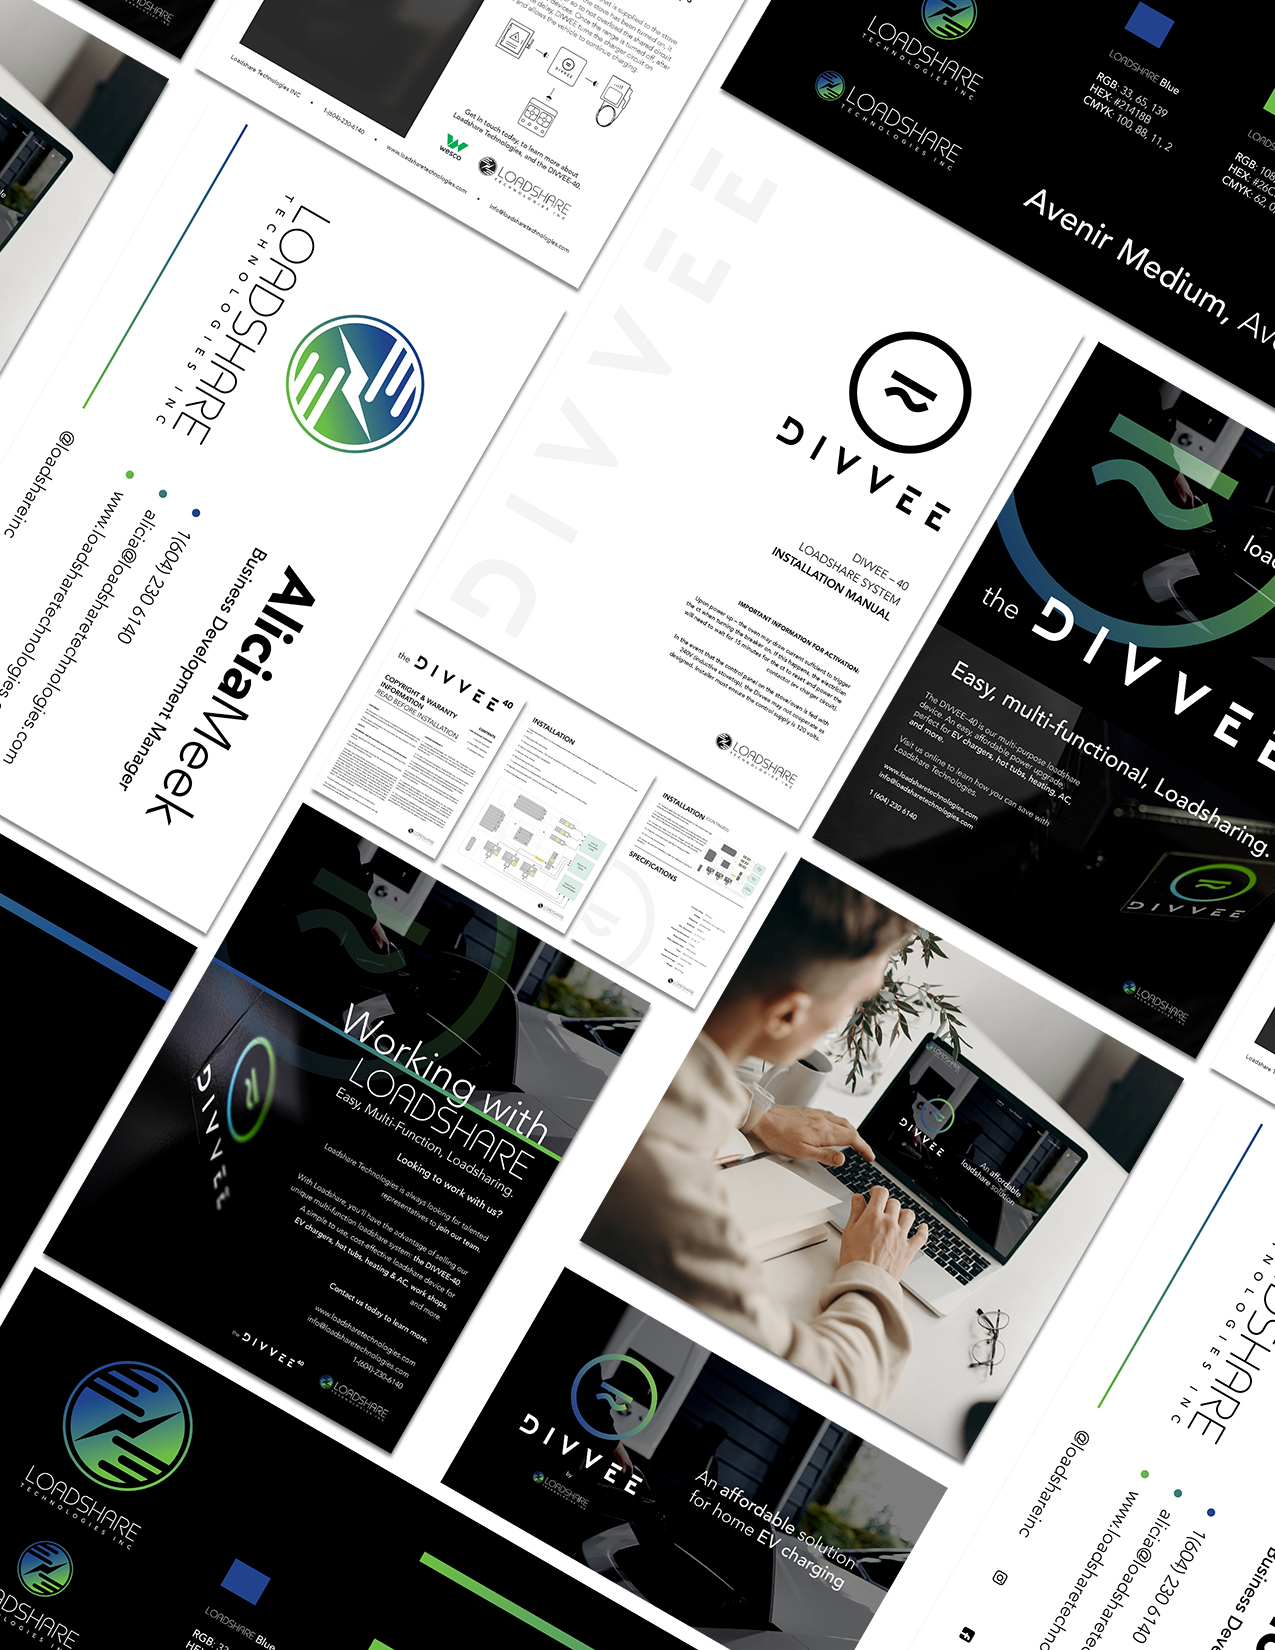 is supplied to the stove
the stove has been turned on, it
so to not overload the shared circuit
devices. Once the range is turned off, after
delay, DIVVEE turns the charger circuit on
and allows the vehicle to continue charging.
DIVVEE
Get in touch today, to learn more about
Loadshare Technologies, and the DIVVEE-40.
wesco
LOADSHARE
TECHNOLOGIES INC
Loadshare Technologies INC • 1-(604)-230-6140 • www.loadsharetechnologies.com • info@loadsharetechnologies.com
LOADSHARE
TECHNOLOGIES INC
LOADSHARE
TECHNOLOGIES INC
LOADSHARE Blue
RGB: 33, 65, 139
HEX: #21418B
CMYK: 100, 88, 11, 2
RGB: 108
HEX: #26C
CMYK: 62, 0,
Avenir Medium, Av
LOADSHARE
TECHNOLOGIES INC
AliciaMeek
Business Development Manager
1(604) 230 6140
alicia@loadsharetechnologies.com
www.loadsharetechnologies.com
@loadshareinc
DIVVEE
DIVVEE
DIVVEE – 40
LOADSHARE SYSTEM
INSTALLATION MANUAL
IMPORTANT INFORMATION FOR ACTIVATION:
Upon power up – the oven may draw current sufficient to trigger
the ct when turning the breaker on. If this happens, the electrician
will need to wait for 15 minutes for the ct to reset and power the
contactor (ev charger circuit).
In the event that the control panel on the stove/oven is fed with
240V (inductive stovetop), the Divvee may not cooperate as
designed, installer must ensure the control supply is 120 volts.
LOADSHARE
TECHNOLOGIES INC
the DIVVEE 40
COPYRIGHT & WARRANTY
INFORMATION
READ BEFORE INSTALLATION
CONTENTS
LOADSHARE
INSTALLATION
LOADSHARE
INSTALLATION (CONTINUED)
SPECIFICATIONS
LOADSHARE
loa
the DIVVEE
Easy, multi-functional, Loadsharing.
The DIVVEE-40 is our multi-purpose loadshare
device. An easy, affordable, power upgrade,
perfect for EV chargers, hot tubs, heating, AC,
and more.
Visit us online to learn how you can save with
Loadshare Technologies.
www.loadsharetechnologies.com
info@loadsharetechnologies.com
1 (604) 230 6140
DIVVEE
LOADSHARE
TECHNOLOGIES INC
Loadshare T
DIVVEE
Working with
LOADSHARE
Easy, Multi-Function, Loadsharing.
Looking to work with us?
Loadshare Technologies is always looking for talented
representatives to join our team.
With Loadshare, you'll have the advantage of selling our
unique multi-function loadshare system: the DIVVEE-40.
A simple to use, cost-effective loadshare device for
EV chargers, hot tubs, heating & AC, work shops,
and more.
Contact us today to learn more.
www.loadsharetechnologies.com
info@loadsharetechnologies.com
1-(604)-230-6140
the DIVVEE 40
LOADSHARE
TECHNOLOGIES INC
DIVVEE
An affordable
loadshare solution
DIVVEE
by
LOADSHARE
An affordable solution
for home EV charging
LOADSHARE
TECHNOLOGIES INC
ADSHARE
LOADSHARE Blue
RGB: 33
HE
DSHARE
NOLOGIES INC
@loadshareinc
www.loadsharetechno
alicia@loadsharete
1(604) 230 6140
Business Deve